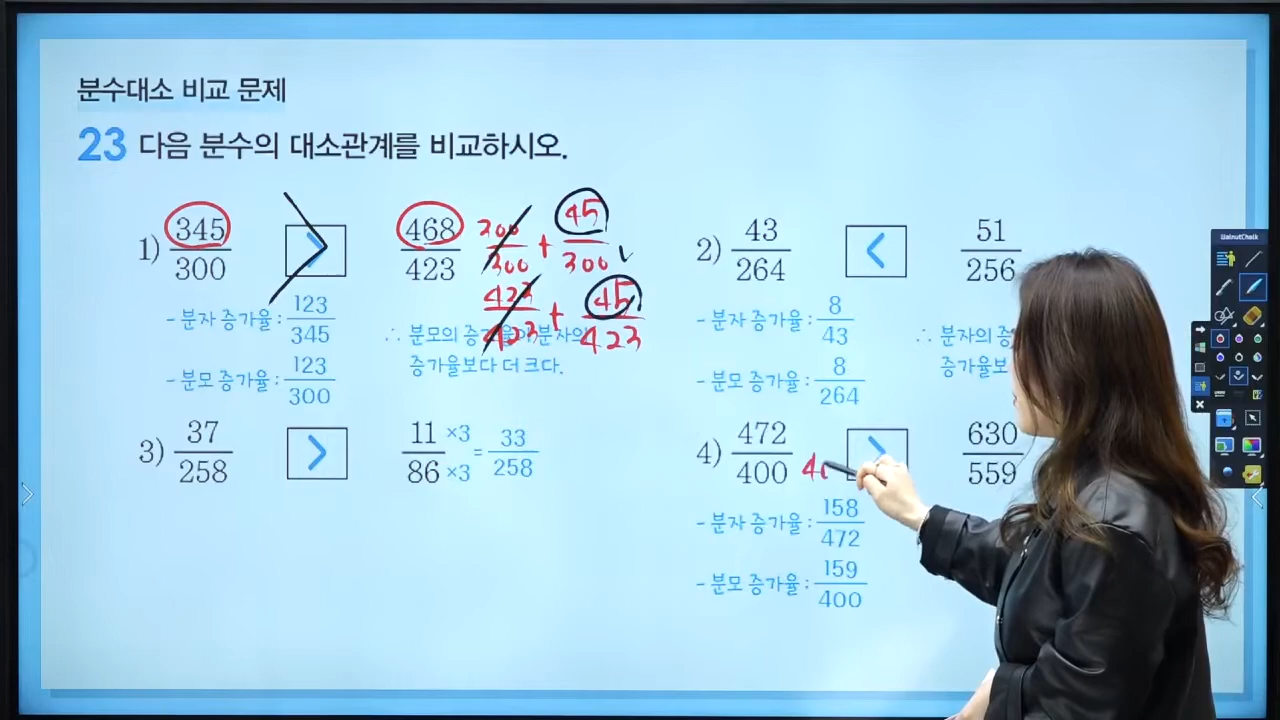 분수대소 비교 문제
23 다음 분수의 대소관계를 비교하시오.
1) 345/300 > 468/423
300/300 + 45/300
423/423 + 45/423
- 분자 증가율 : 123/345
- 분모 증가율 : 123/300
∴ 분모의 증가율이 분자의
증가율보다 더 크다.
2) 43/264 < 51/256
- 분자 증가율 : 8/43
- 분모 증가율 : 8/264
∴ 분자의 증
증가율보
3) 37/258 > 11/86 ×3 ×3 = 33/258
4) 472/400 > 630/559
40
- 분자 증가율 : 158/472
- 분모 증가율 : 159/400
WalnutChalk